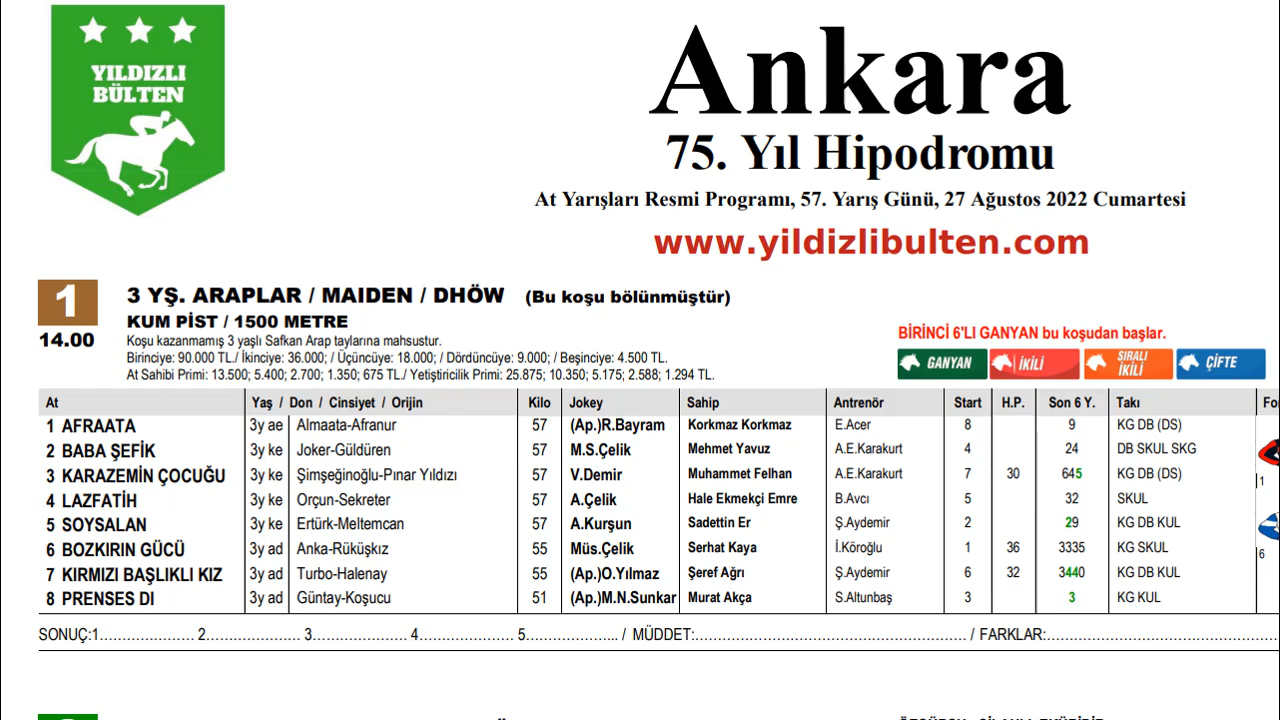 YILDIZLI
BÜLTEN
Ankara
75. Yıl Hipodromu
At Yarışları Resmi Programı, 57. Yarış Günü, 27 Ağustos 2022 Cumartesi
www.yildizlibulten.com
1
14.00
3 YŞ. ARAPLAR / MAIDEN / DHÖW (Bu koşu bölünmüştür)
KUM PİST / 1500 METRE
Koşu kazanmamış 3 yaşlı Safkan Arap taylarına mahsustur.
Birinciye: 90.000 TL./ İkinciye: 36.000; / Üçüncüye: 18.000; / Dördüncüye: 9.000; / Beşinciye: 4.500 TL.
At Sahibi Primi: 13.500; 5.400; 2.700; 1.350; 675 TL./ Yetiştiricilik Primi: 25.875; 10.350; 5.175; 2.588; 1.294 TL.
BİRİNCİ 6'LI GANYAN bu koşudan başlar.
GANYAN İKİLİ SIRALI İKİLİ ÇİFTE
At Yaş / Don / Cinsiyet / Orijin Kilo Jokey Sahip Antrenör Start H.P. Son 6 Y. Takı
1 AFRAATA 3y ae Almaata-Afranur 57 (Ap.)R.Bayram Korkmaz Korkmaz E.Acer 8 9 KG DB (DS)
2 BABA ŞEFİK 3y ke Joker-Güldüren 57 M.S.Çelik Mehmet Yavuz A.E.Karakurt 4 24 DB SKUL SKG
3 KARAZEMİN ÇOCUĞU 3y ke Şimşeğinoğlu-Pınar Yıldızı 57 V.Demir Muhammet Felhan A.E.Karakurt 7 30 645 KG DB (DS)
4 LAZFATİH 3y ke Orçun-Sekreter 57 A.Çelik Hale Ekmekçi Emre B.Avcı 5 32 SKUL
5 SOYSALAN 3y ke Ertürk-Meltemcan 57 A.Kurşun Sadettin Er Ş.Aydemir 2 29 KG DB KUL
6 BOZKIRIN GÜCÜ 3y ad Anka-Rüküşkız 55 Müs.Çelik Serhat Kaya İ.Köroğlu 1 36 3335 KG SKUL
7 KIRMIZI BAŞLIKLI KIZ 3y ad Turbo-Halenay 55 (Ap.)O.Yılmaz Şeref Ağrı Ş.Aydemir 6 32 3440 KG DB KUL
8 PRENSES DI 3y ad Güntay-Koşucu 51 (Ap.)M.N.Sunkar Murat Akça S.Altunbaş 3 3 KG KUL
1
6
SONUÇ:1..................... 2..................... 3..................... 4..................... 5..................... / MÜDDET:............................................................ / FARKLAR:....................................................